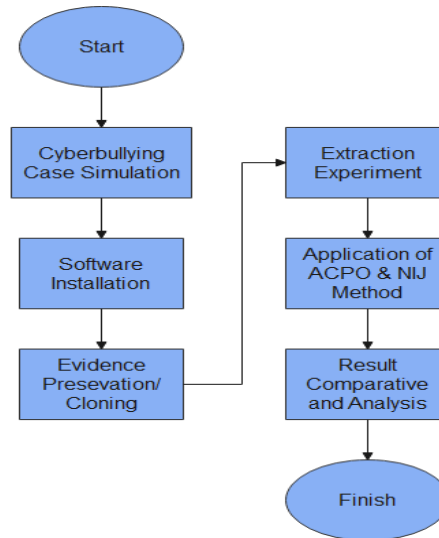 Start
Cyberbullying
Case Simulation
Software
Installation
Evidence
Presevation/
Cloning
Extraction
Experiment
Application of
ACPO & NIJ
Method
Result
Comparative
and Analysis
Finish